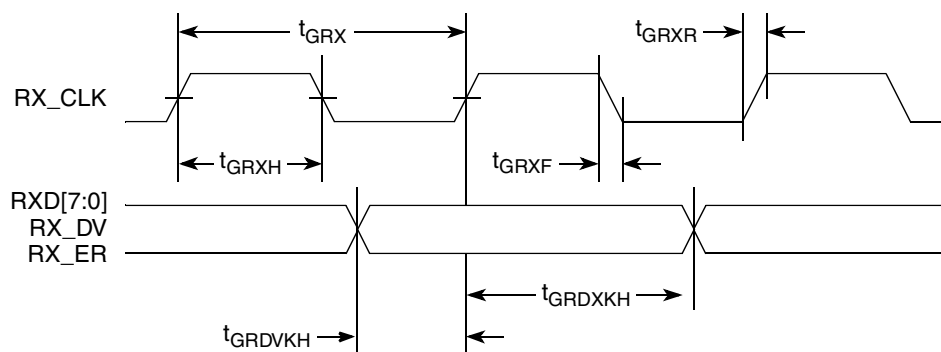 tGRX
tGRXR
RX_CLK
tGRXH
tGRXF
RXD[7:0]
RX_DV
RX_ER
tGRDXKH
tGRDVKH